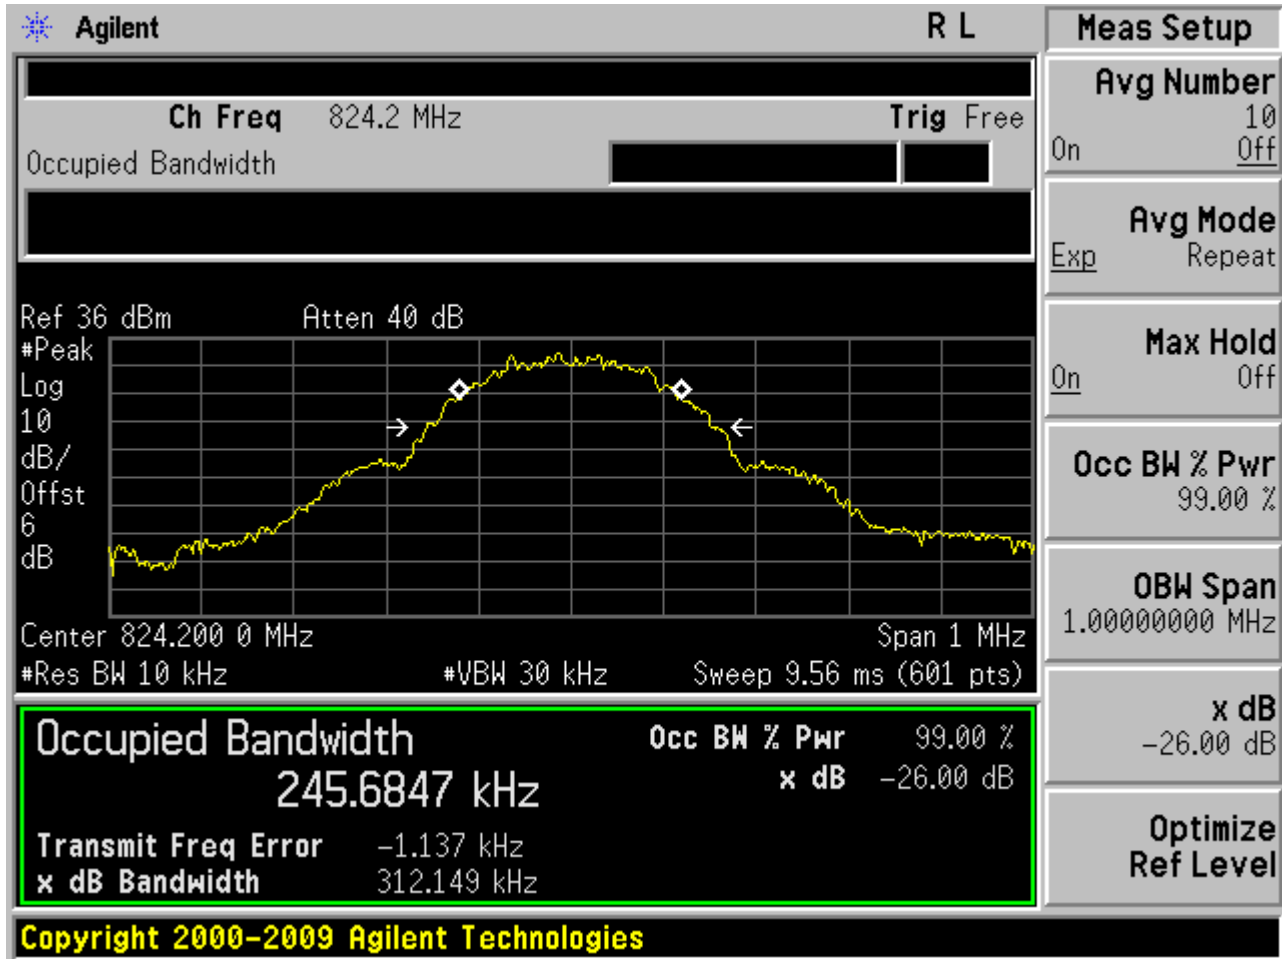 Agilent R L Meas Setup
Ch Freq 824.2 MHz Trig Free
Occupied Bandwidth
Ref 36 dBm Atten 40 dB
#Peak
Log
10
dB/
Offst
6
dB
Center 824.200 0 MHz Span 1 MHz
#Res BW 10 kHz #VBW 30 kHz Sweep 9.56 ms (601 pts)
Occupied Bandwidth Occ BW % Pwr 99.00 %
245.6847 kHz x dB -26.00 dB
Transmit Freq Error -1.137 kHz
x dB Bandwidth 312.149 kHz
Avg Number
10
On Off
Avg Mode
Exp Repeat
Max Hold
On Off
Occ BW % Pwr
99.00 %
OBW Span
1.00000000 MHz
x dB
-26.00 dB
Optimize
Ref Level
Copyright 2000-2009 Agilent Technologies